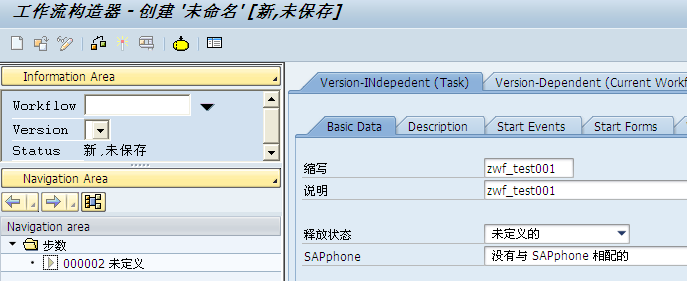 工作流构造器 - 创建 '未命名' [新,未保存]
Information Area
Workflow
Version
Status 新,未保存
Navigation Area
Navigation area
步数
000002 未定义
Version-INdepedent (Task)
Version-Dependent (Current Workf
Basic Data
Description
Start Events
Start Forms
缩写 zwf_test001
说明 zwf_test001
释放状态 未定义的
SAPphone 没有与 SAPphone 相配的